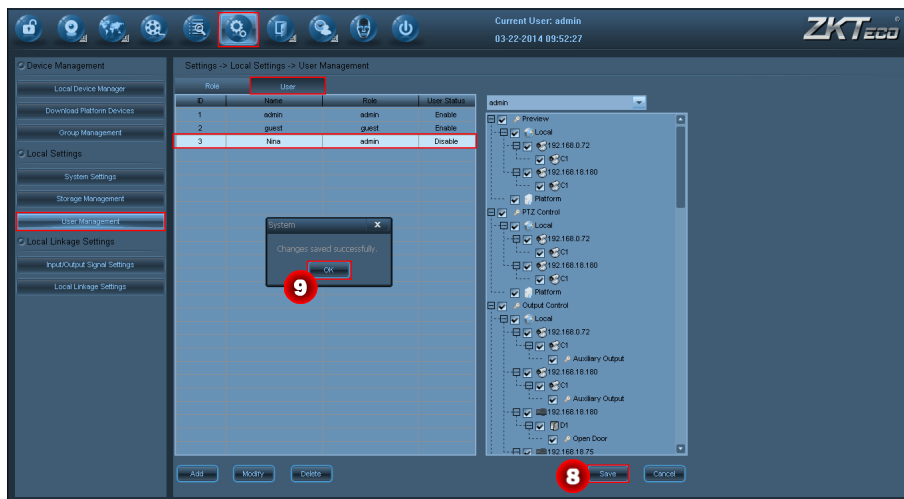 Current User: admin
03-22-2014 09:52:27
ZKTeco
Device Management
Local Device Manager
Download Platform Devices
Group Management
Local Settings
System Settings
Storage Management
User Management
Local Linkage Settings
Input/Output Signal Settings
Local Linkage Settings
Settings -> Local Settings -> User Management
Role User
ID Name Role User Status
1 admin admin Enable
2 guest guest Enable
3 Nina admin Disable
System X
Changes saved successfully.
OK
9
Add Modify Delete
admin
Preview
Local
192.168.0.72
C1
192.168.18.180
C1
Platform
PTZ Control
Local
192.168.0.72
C1
192.168.18.180
C1
Platform
Output Control
Local
192.168.0.72
C1
Auxiliary Output
192.168.18.180
C1
Auxiliary Output
192.168.18.180
D1
Open Door
192.168.18.75
8
Save Cancel